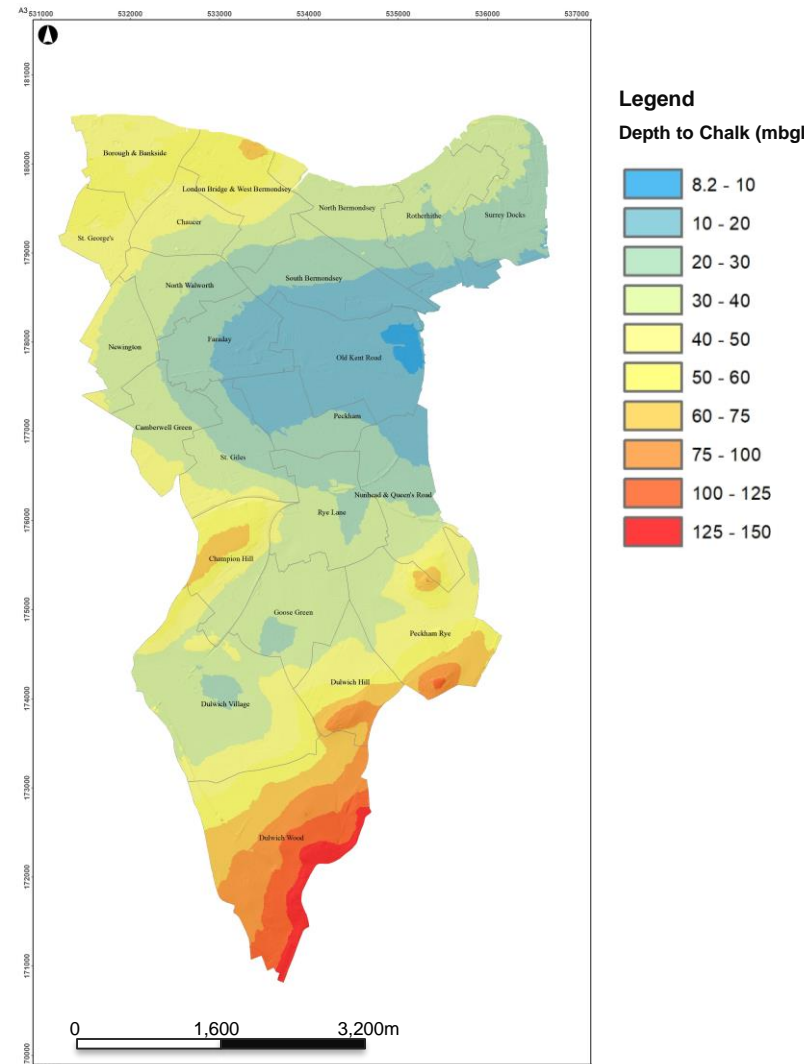 A3
531000 532000 533000 534000 535000 536000 537000
181000
180000
179000
178000
177000
176000
175000
174000
173000
172000
171000
170000
Borough & Bankside
London Bridge & West Bermondsey
North Bermondsey
Rotherhithe
Surrey Docks
Chaucer
St. George's
South Bermondsey
North Walworth
Faraday
Newington
Old Kent Road
Peckham
Camberwell Green
St. Giles
Nunhead & Queen's Road
Rye Lane
Champion Hill
Goose Green
Peckham Rye
Dulwich Hill
Dulwich Village
Dulwich Wood
0 1,600 3,200m
Legend
Depth to Chalk (mbgl
8.2 - 10
10 - 20
20 - 30
30 - 40
40 - 50
50 - 60
60 - 75
75 - 100
100 - 125
125 - 150